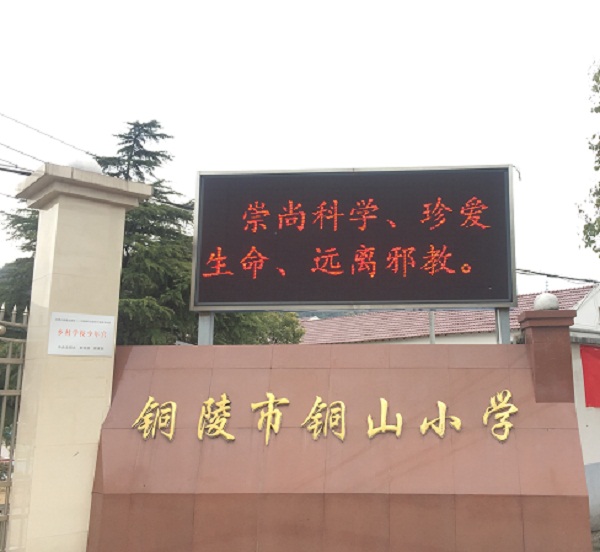 崇尚科学、珍爱
生命、远离邪教。
铜陵市铜山小学